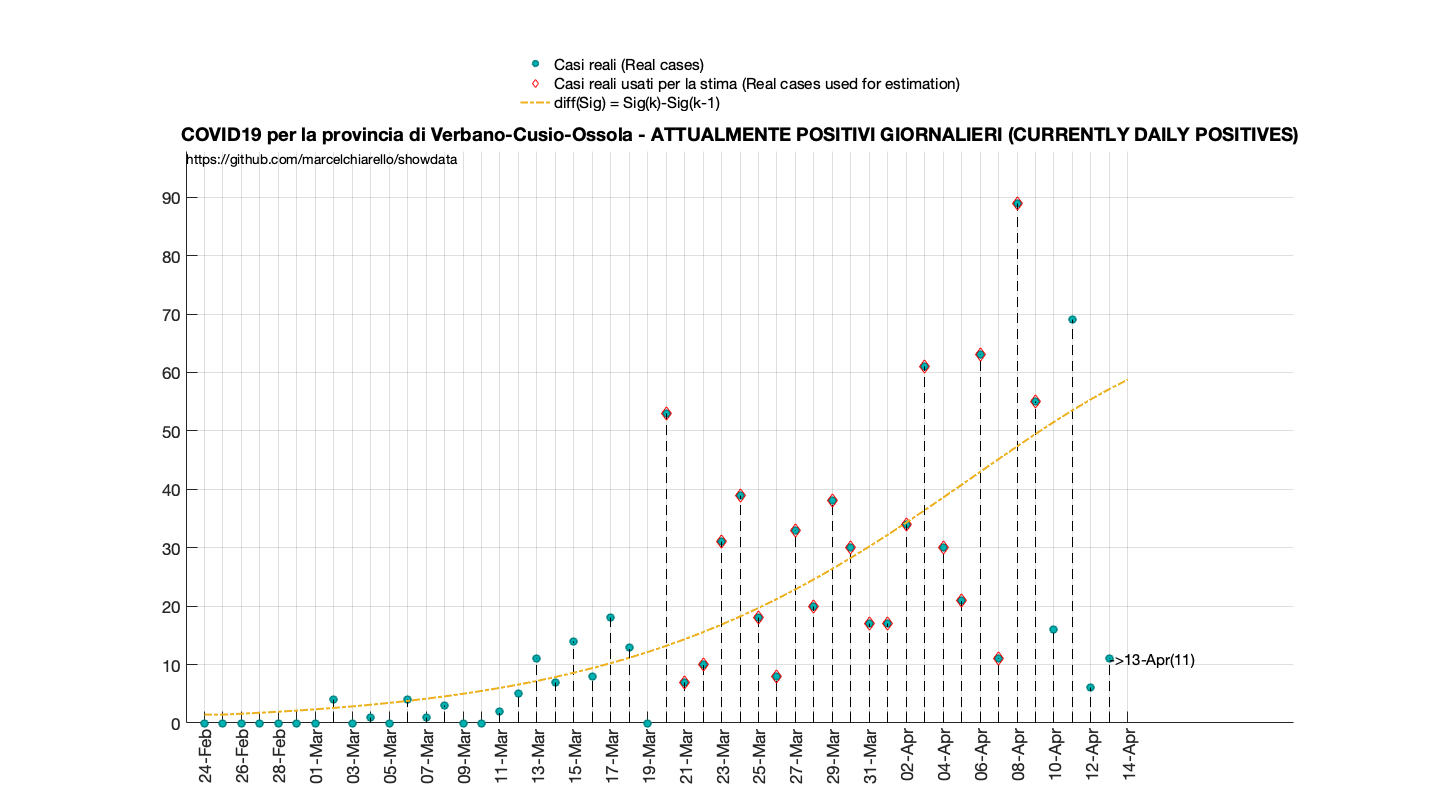 Casi reali (Real cases)
Casi reali usati per la stima (Real cases used for estimation)
diff(Sig) = Sig(k)-Sig(k-1)
COVID19 per la provincia di Verbano-Cusio-Ossola - ATTUALMENTE POSITIVI GIORNALIERI (CURRENTLY DAILY POSITIVES)
https://github.com/marcelchiarello/showdata
90
80
70
60
50
40
30
20
10
0
->13-Apr(11)
24-Feb
26-Feb
28-Feb
01-Mar
03-Mar
05-Mar
07-Mar
09-Mar
11-Mar
13-Mar
15-Mar
17-Mar
19-Mar
21-Mar
23-Mar
25-Mar
27-Mar
29-Mar
31-Mar
02-Apr
04-Apr
06-Apr
08-Apr
10-Apr
12-Apr
14-Apr